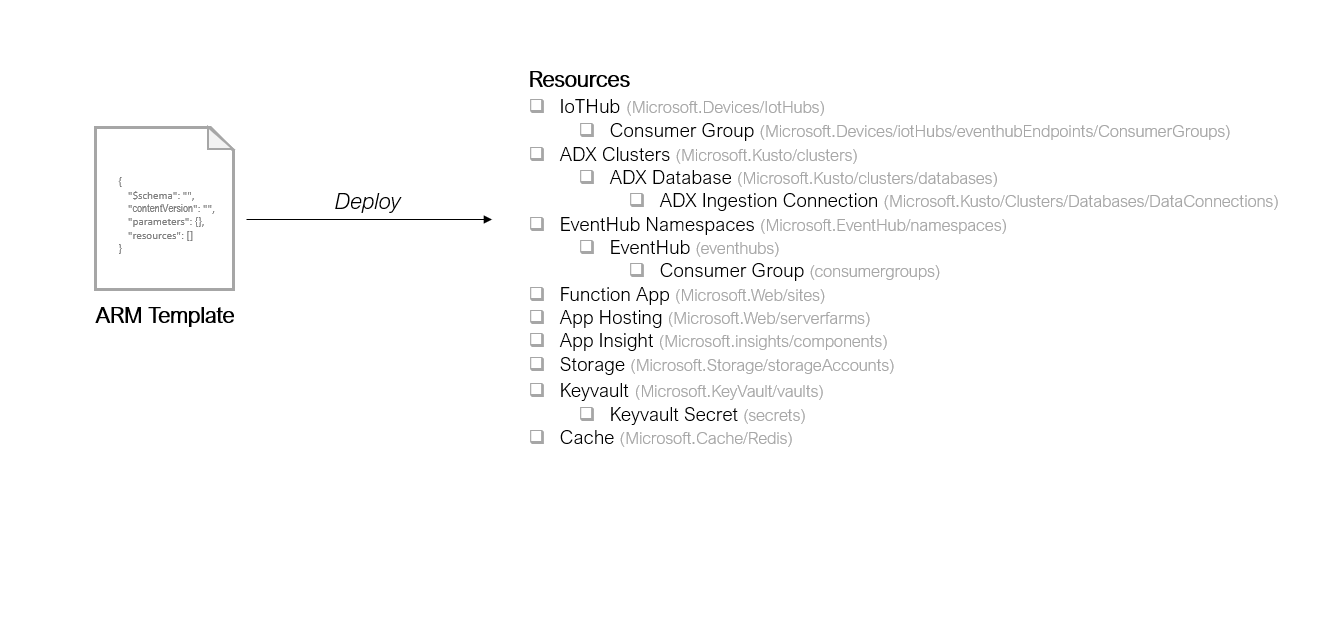 {
"$schema": "",
"contentVersion": "",
"parameters": {},
"resources": []
}
ARM Template
Deploy
Resources
IoTHub (Microsoft.Devices/IotHubs)
Consumer Group (Microsoft.Devices/iotHubs/eventhubEndpoints/ConsumerGroups)
ADX Clusters (Microsoft.Kusto/clusters)
ADX Database (Microsoft.Kusto/clusters/databases)
ADX Ingestion Connection (Microsoft.Kusto/Clusters/Databases/DataConnections)
EventHub Namespaces (Microsoft.EventHub/namespaces)
EventHub (eventhubs)
Consumer Group (consumergroups)
Function App (Microsoft.Web/sites)
App Hosting (Microsoft.Web/serverfarms)
App Insight (Microsoft.insights/components)
Storage (Microsoft.Storage/storageAccounts)
Keyvault (Microsoft.KeyVault/vaults)
Keyvault Secret (secrets)
Cache (Microsoft.Cache/Redis)